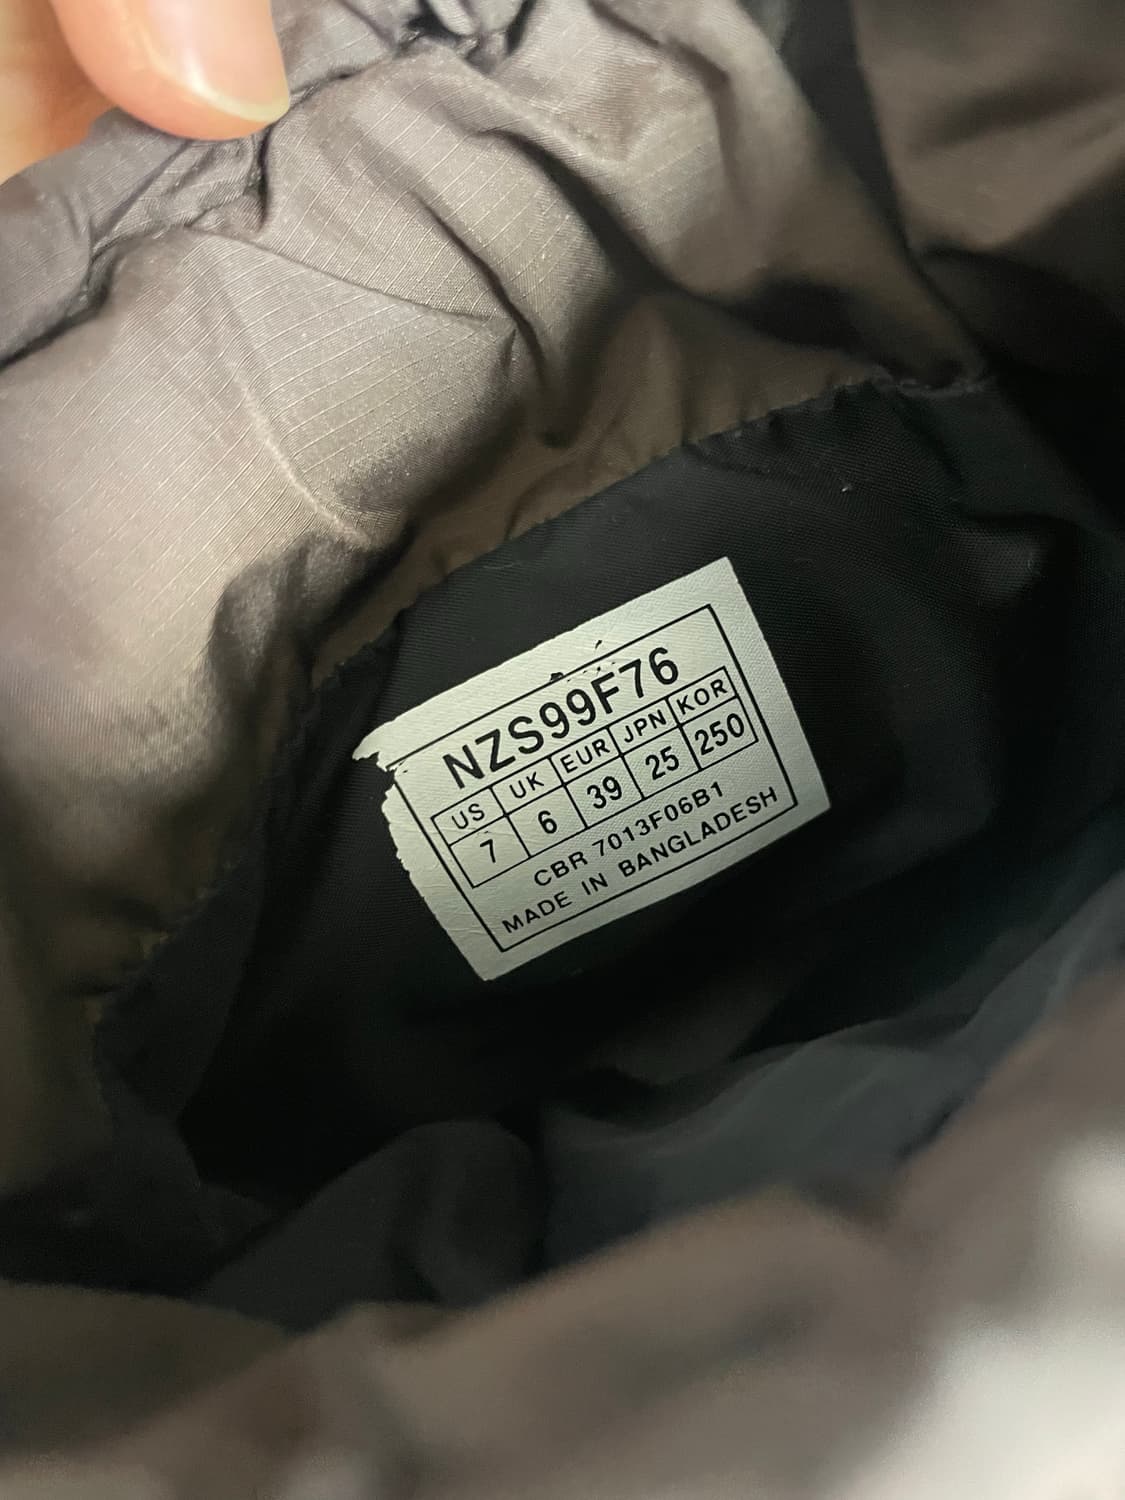 NZS99F76
US UK EUR JPN KOR
7 6 39 25 250
CBR 7013F06B1
MADE IN BANGLADESH